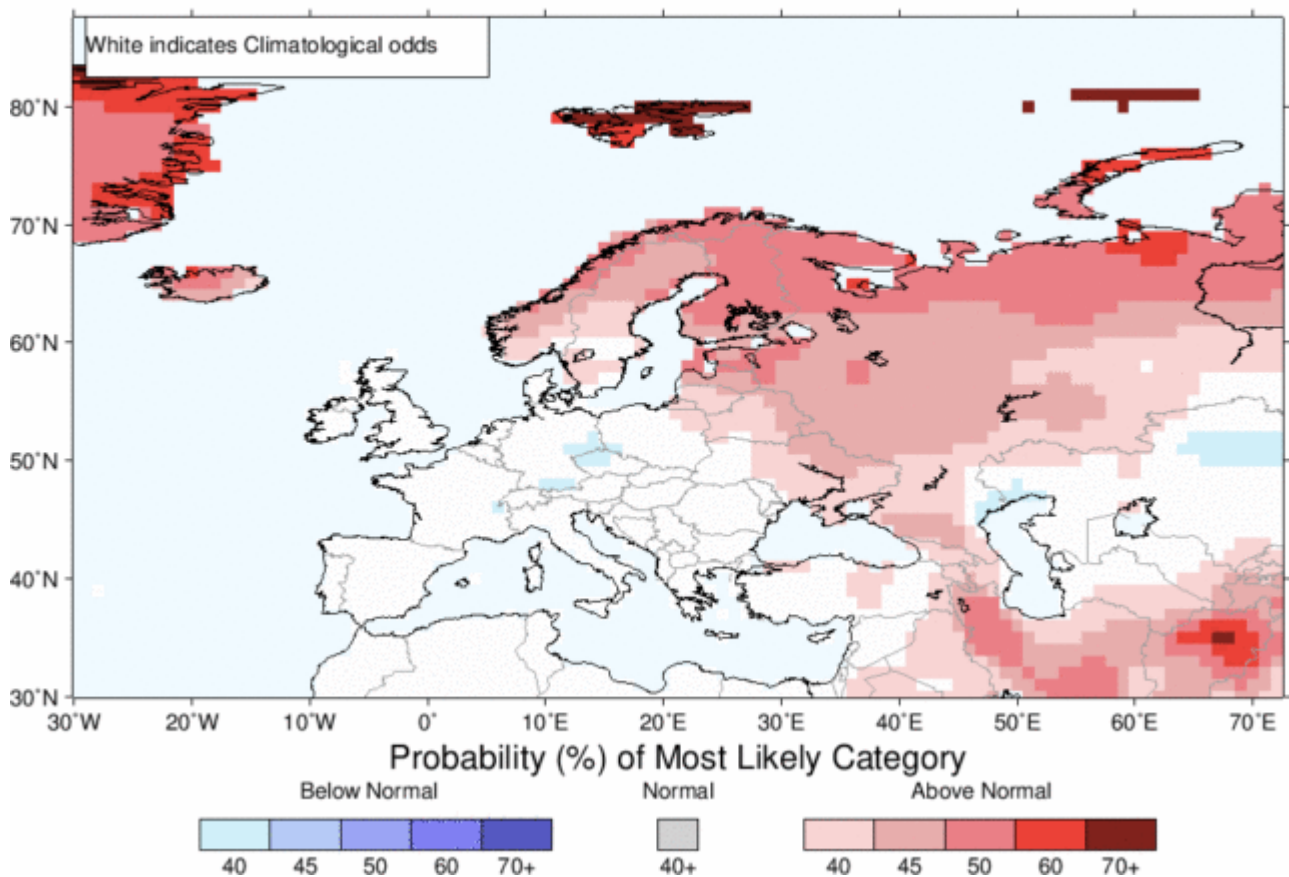 White indicates Climatological odds
80°N
70°N
60°N
50°N
40°N
30°N
30°W 20°W 10°W 0° 10°E 20°E 30°E 40°E 50°E 60°E 70°E
Probability (%) of Most Likely Category
Below Normal Normal Above Normal
40 45 50 60 70+ 40+ 40 45 50 60 70+